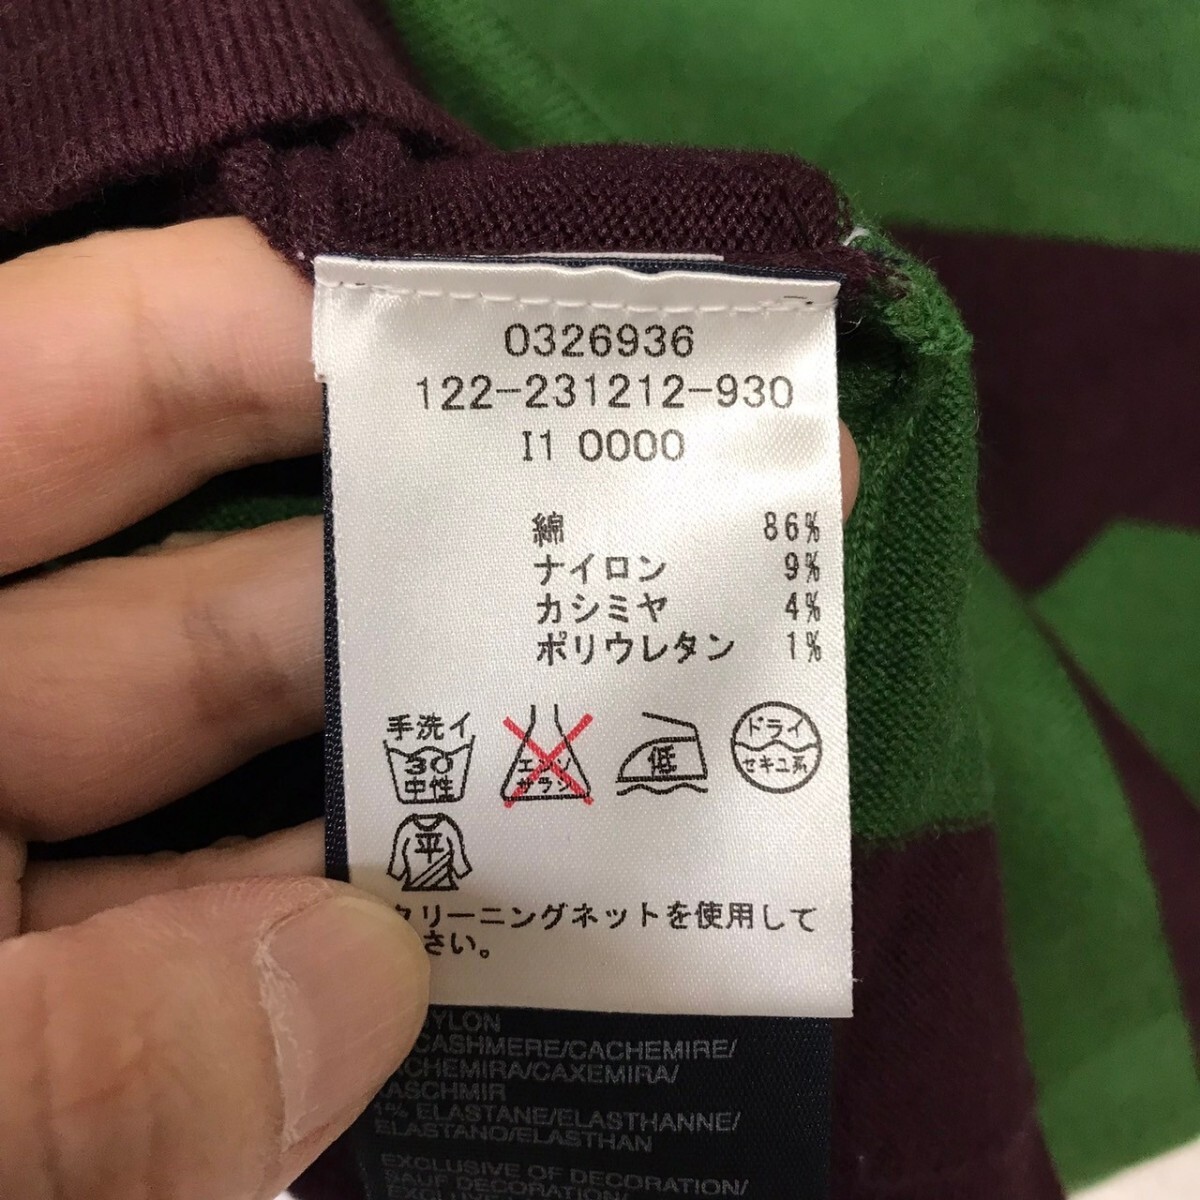 0326936
122-231212-930
I1 0000
綿 86%
ナイロン 9%
カシミヤ 4%
ポリウレタン 1%
手洗イ
30
中性
エンソ
サラシ
低
ドライ
セキユ系
平
クリーニングネットを使用して
さい。
YLON
CASHMERE/CACHEMIRE/
ACHEMIRA/CAXEMIRA/
KASCHMIR
1% ELASTANE/ELASTHANNE/
ELASTANO/ELASTHAN
EXCLUSIVE OF DECORATION/
SAUF DECORATION/